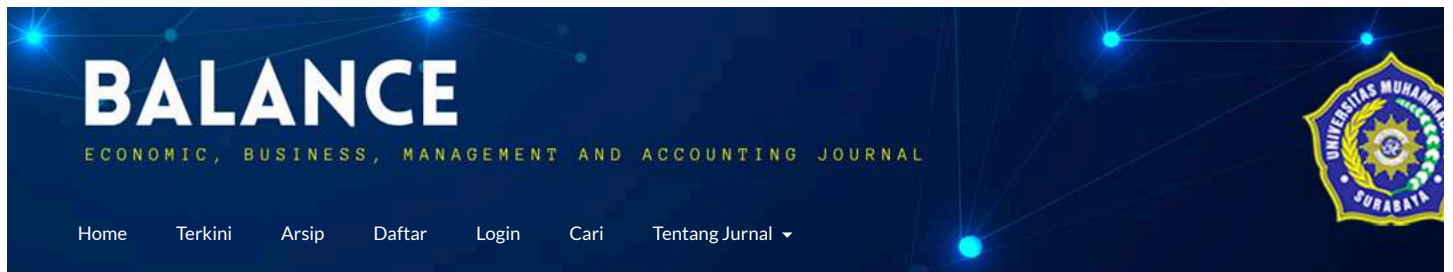 BALANCE
ECONOMIC, BUSINESS, MANAGEMENT AND ACCOUNTING JOURNAL
UNIVERSITAS MUHAMMA
SURABAYA
Home Terkini Arsip Daftar Login Cari Tentang Jurnal